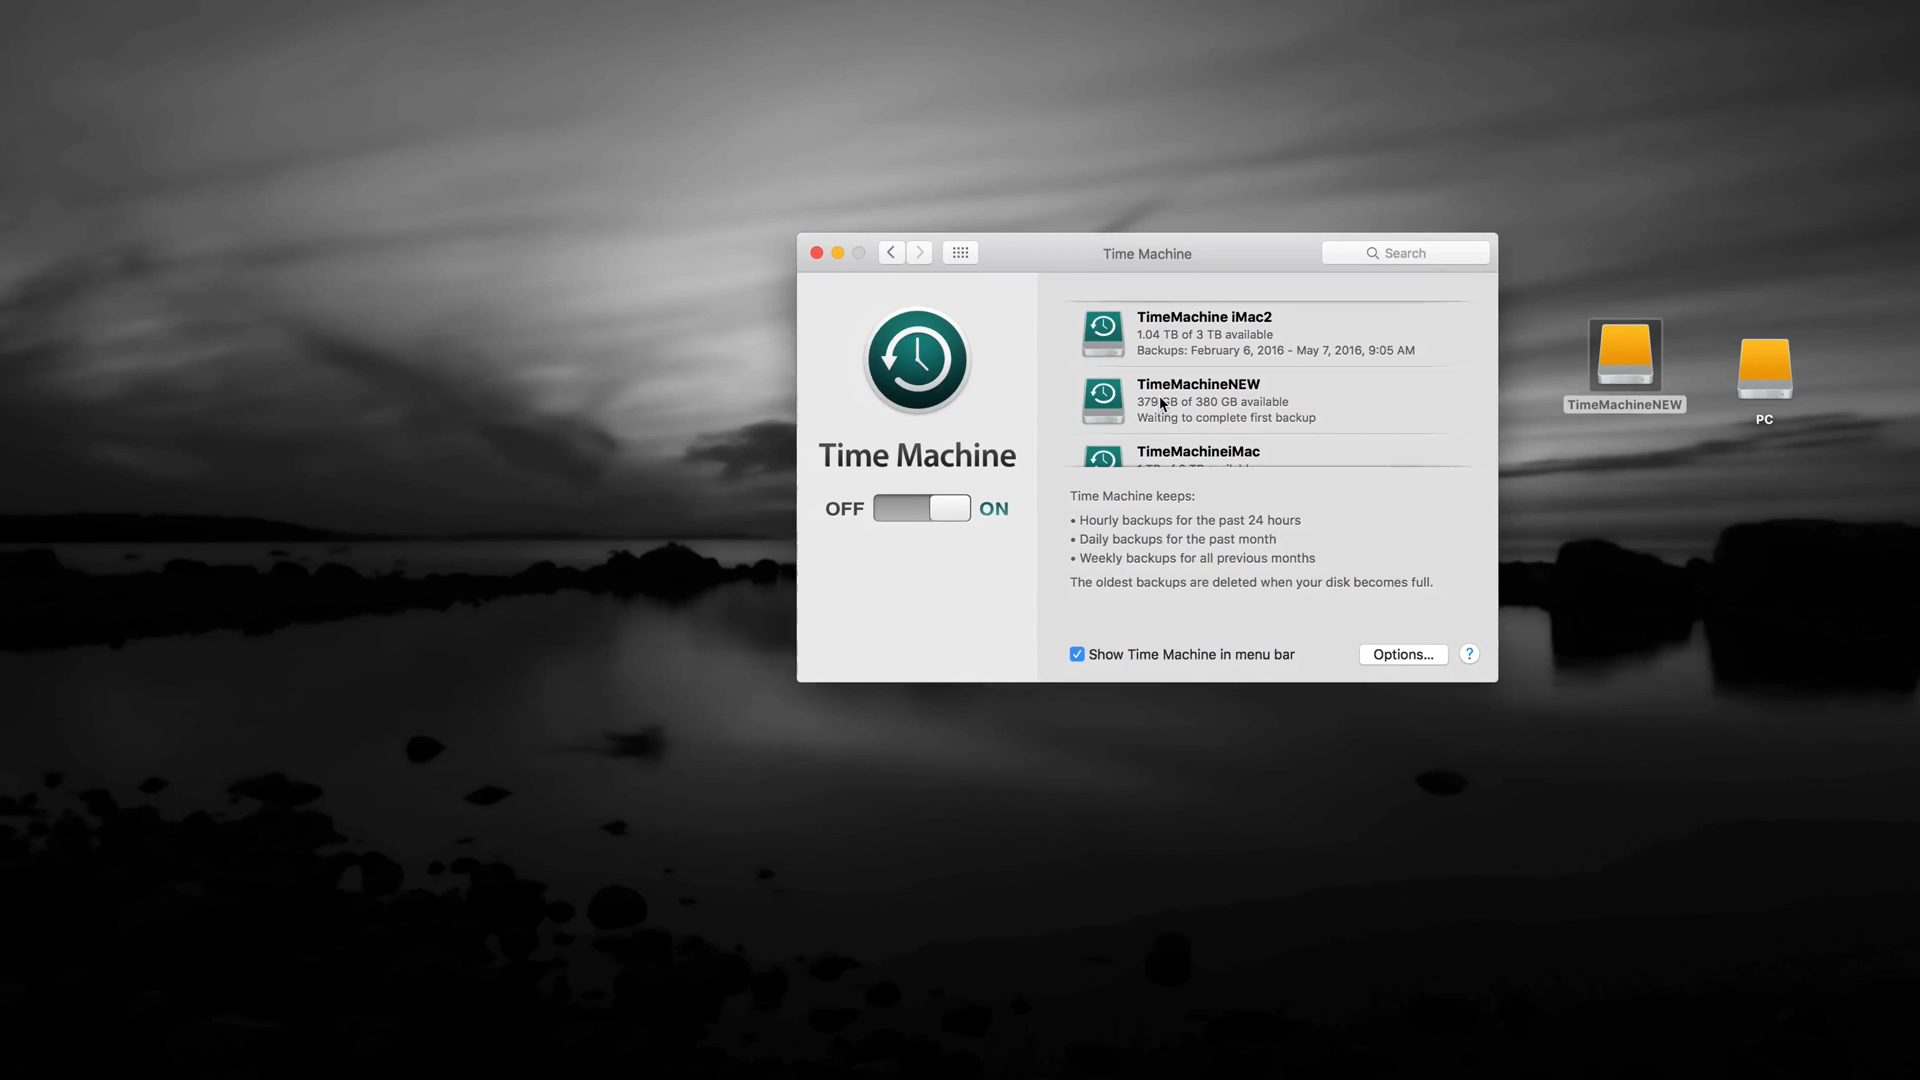 Time Machine
Search
TimeMachine iMac2
1.04 TB of 3 TB available
Backups: February 6, 2016 - May 7, 2016, 9:05 AM
TimeMachineNEW
379 GB of 380 GB available
Waiting to complete first backup
TimeMachineiMac
Time Machine
OFF
ON
Time Machine keeps:
• Hourly backups for the past 24 hours
• Daily backups for the past month
• Weekly backups for all previous months
The oldest backups are deleted when your disk becomes full.
Show Time Machine in menu bar
Options...
?
TimeMachineNEW
PC